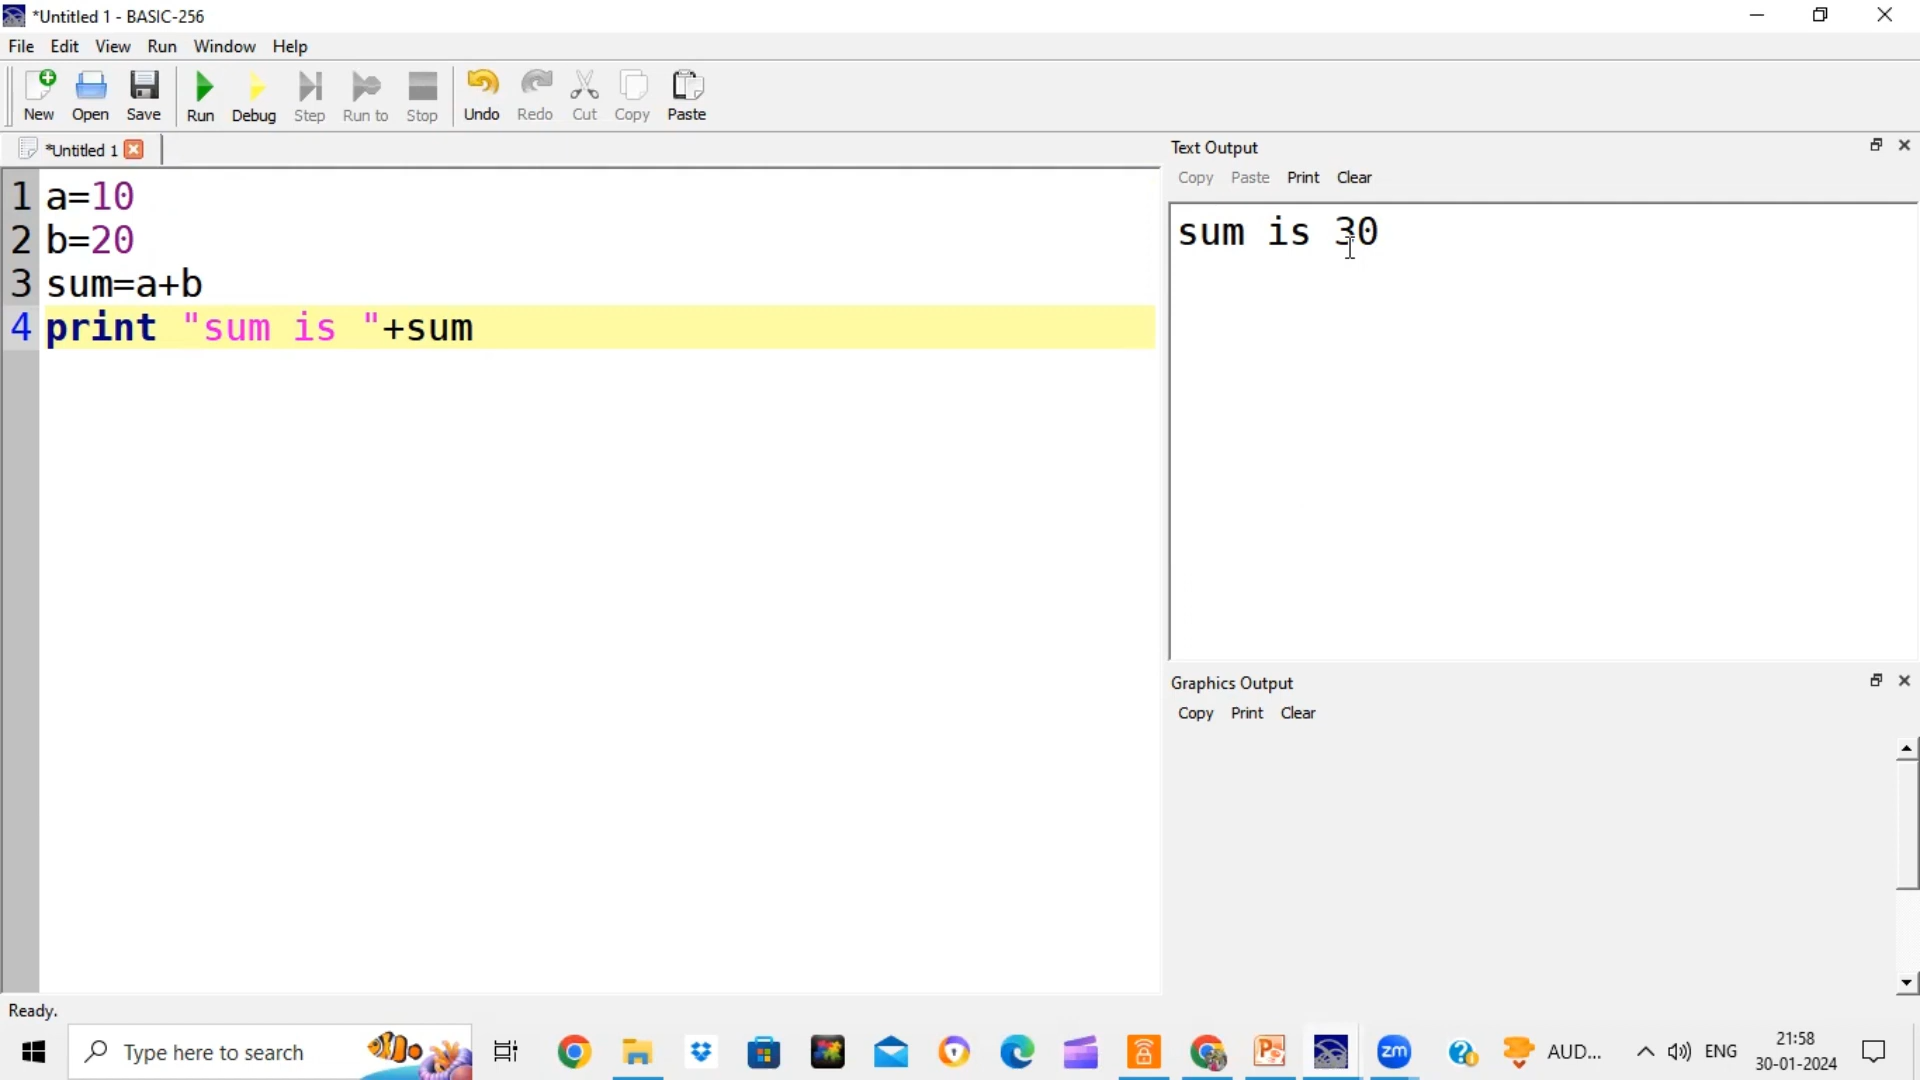 *Untitled 1 - BASIC-256
File Edit View Run Window Help
New Open Save Run Debug Step Run to Stop Undo Redo Cut Copy Paste
*Untitled 1
Text Output
Copy Paste Print Clear
1 a=10
2 b=20
3 sum=a+b
4 print "sum is "+sum
sum is 30
Graphics Output
Copy Print Clear
Ready.
Type here to search
zm
AUD...
ENG
21:58
30-01-2024